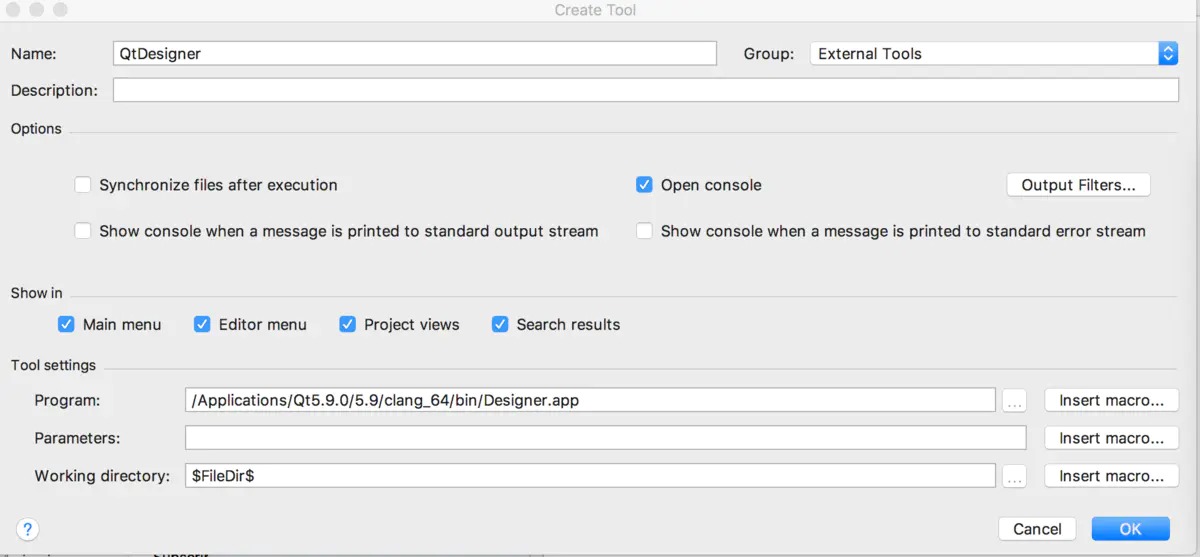 Create Tool
Name: QtDesigner Group: External Tools
Description:
Options
Synchronize files after execution Open console Output Filters...
Show console when a message is printed to standard output stream Show console when a message is printed to standard error stream
Show in
Main menu Editor menu Project views Search results
Tool settings
Program: /Applications/Qt5.9.0/5.9/clang_64/bin/Designer.app ... Insert macro...
Parameters: Insert macro...
Working directory: $FileDir$ ... Insert macro...
? Cancel OK